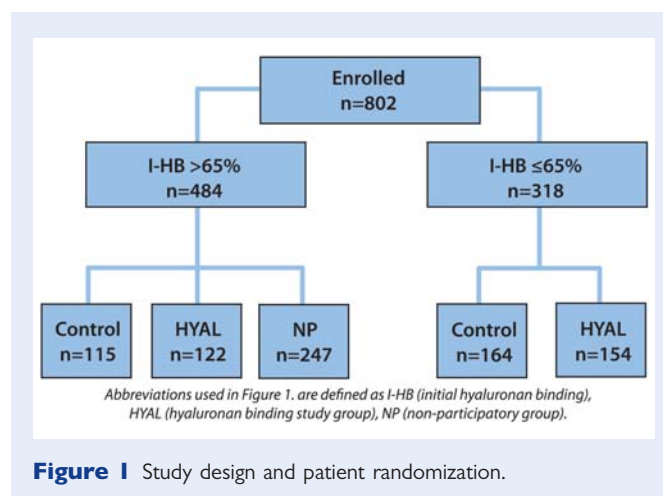 Enrolled
n=802
I-HB >65%
n=484
I-HB ≤65%
n=318
Control
n=115
HYAL
n=122
NP
n=247
Control
n=164
HYAL
n=154
Abbreviations used in Figure 1. are defined as I-HB (initial hyaluronan binding),
HYAL (hyaluronan binding study group), NP (non-participatory group).
Figure 1 Study design and patient randomization.